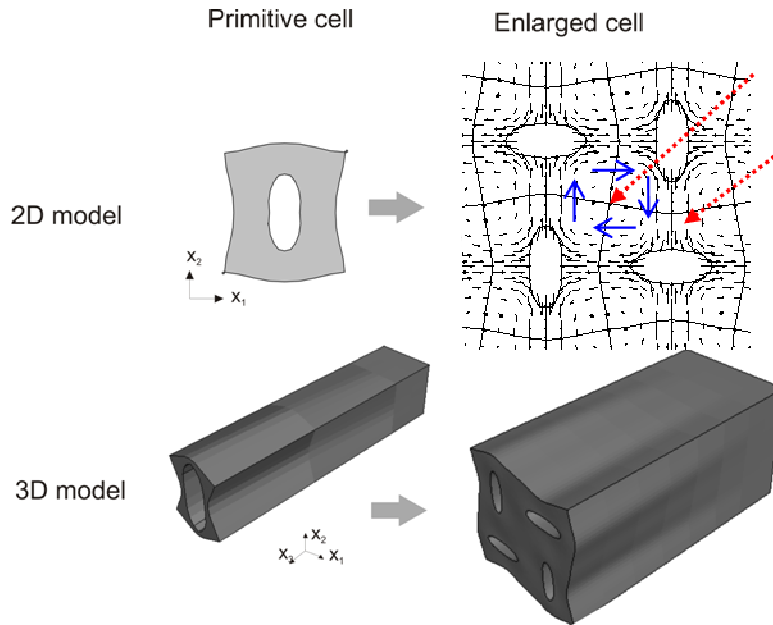 Primitive cell
Enlarged cell
2D model
x₂
x₁
3D model
x₂
x₃
x₁